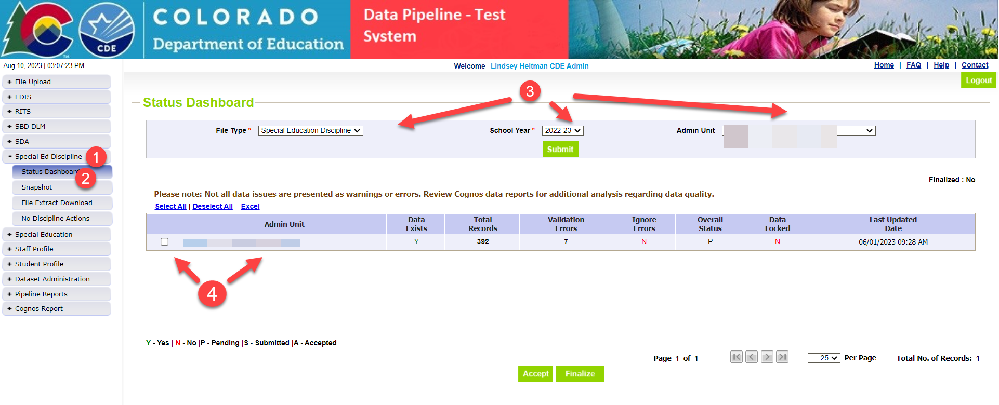 COLORADO
Department of Education
CDE
TM
Data Pipeline - Test
System
Aug 10, 2023 | 03:07:23 PM
Welcome Lindsey Heitman CDE Admin
Home | FAQ | Help | Contact
Logout
+ File Upload
+ EDIS
+ RITS
+ SBD DLM
+ SDA
- Special Ed Discipline
1
Status Dashboard
2
Snapshot
File Extract Download
No Discipline Actions
+ Special Education
+ Staff Profile
+ Student Profile
+ Dataset Administration
+ Pipeline Reports
+ Cognos Report
Status Dashboard
3
File Type * Special Education Discipline School Year * 2022-23 Admin Unit
Submit
Finalized : No
Please note: Not all data issues are presented as warnings or errors. Review Cognos data reports for additional analysis regarding data quality.
Select All | Deselect All Excel
Admin Unit Data Exists Total Records Validation Errors Ignore Errors Overall Status Data Locked Last Updated Date
Y 392 7 N P N 06/01/2023 09:28 AM
4
Y - Yes | N - No |P - Pending |S - Submitted |A - Accepted
Page 1 of 1 25 Per Page Total No. of Records: 1
Accept Finalize